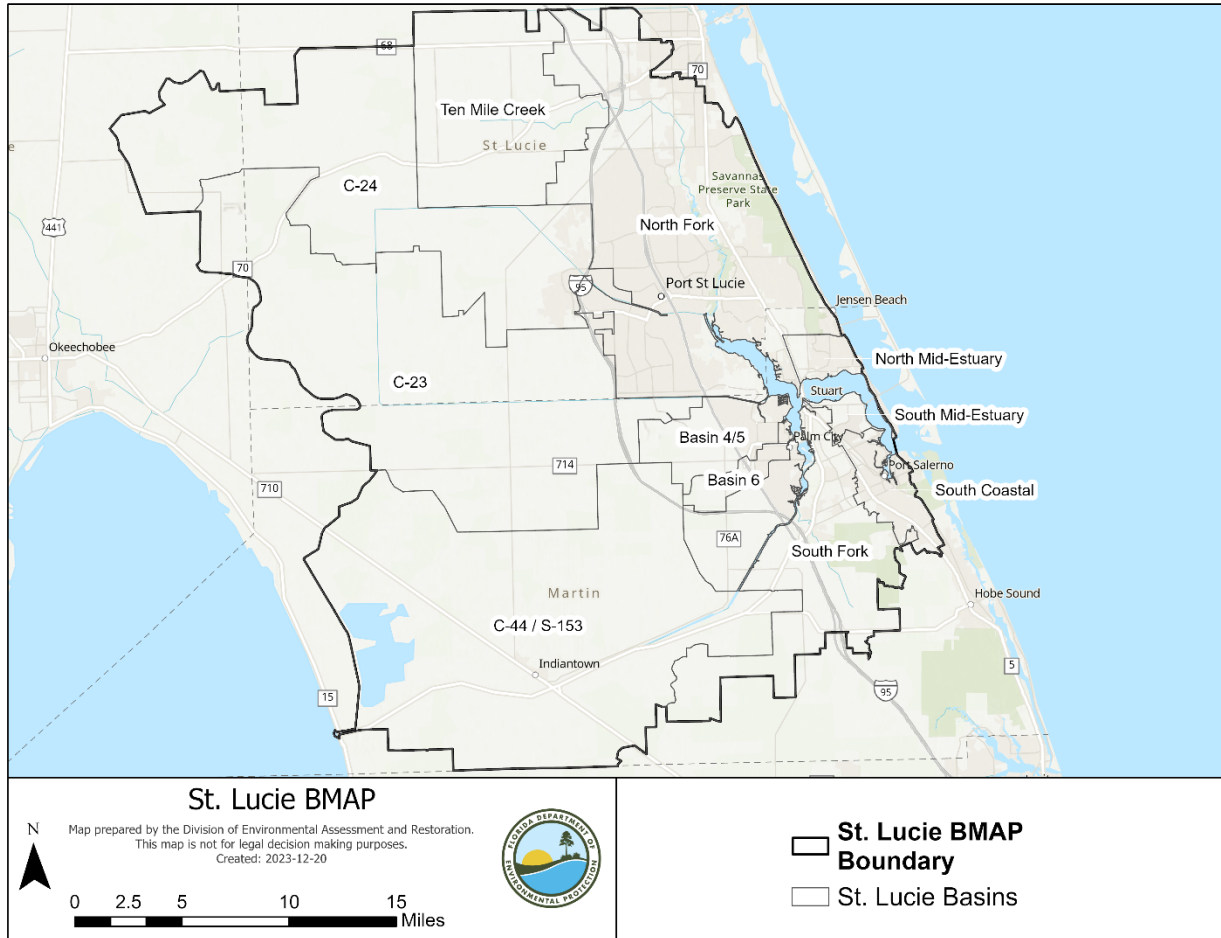 68
70
Ten Mile Creek
St Lucie
Savannas
Preserve State
Park
C-24
North Fork
441
70
95
Port St Lucie
Jensen Beach
Okeechobee
North Mid-Estuary
C-23
Stuart
South Mid-Estuary
Basin 4/5
Palm City
714
Port Salerno
Basin 6
710
South Coastal
76A
South Fork
Martin
Hobe Sound
C-44 / S-153
Indiantown
5
15
95
St. Lucie BMAP
Map prepared by the Division of Environmental Assessment and Restoration.
This map is not for legal decision making purposes.
Created: 2023-12-20
N
0 2.5 5 10 15
Miles
FLORIDA DEPARTMENT OF
ENVIRONMENTAL PROTECTION
St. Lucie BMAP
Boundary
St. Lucie Basins